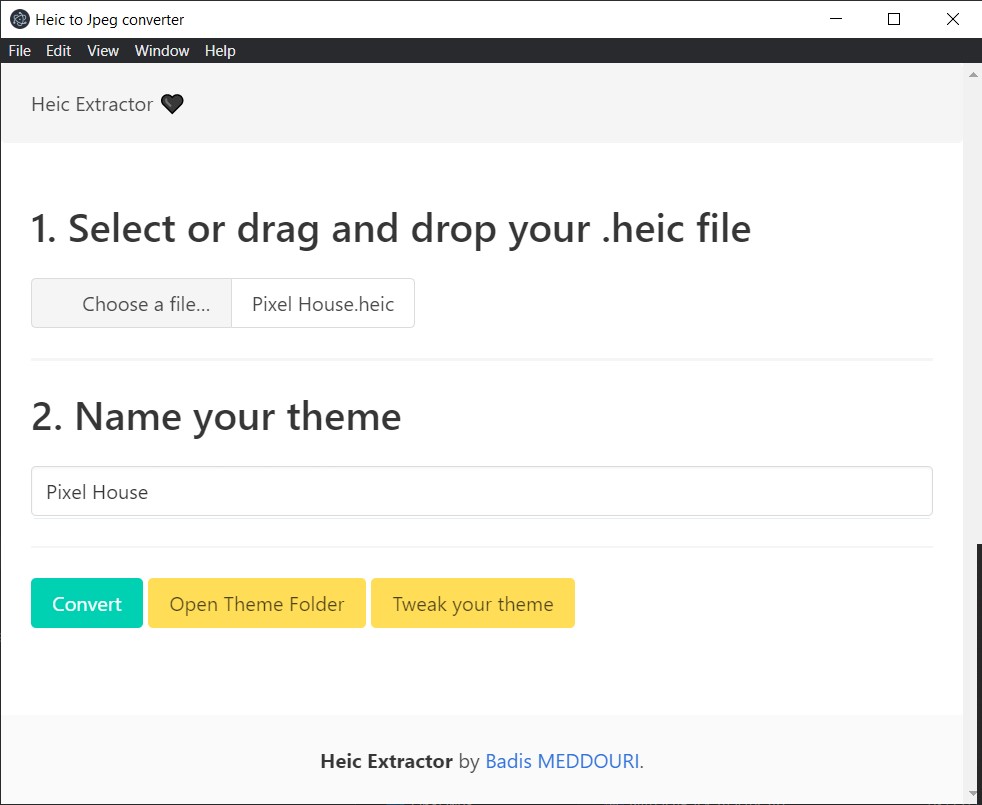 Heic to Jpeg converter
File Edit View Window Help
Heic Extractor 🖤
1. Select or drag and drop your .heic file
Choose a file… Pixel House.heic
2. Name your theme
Pixel House
Convert Open Theme Folder Tweak your theme
Heic Extractor by Badis MEDDOURI.